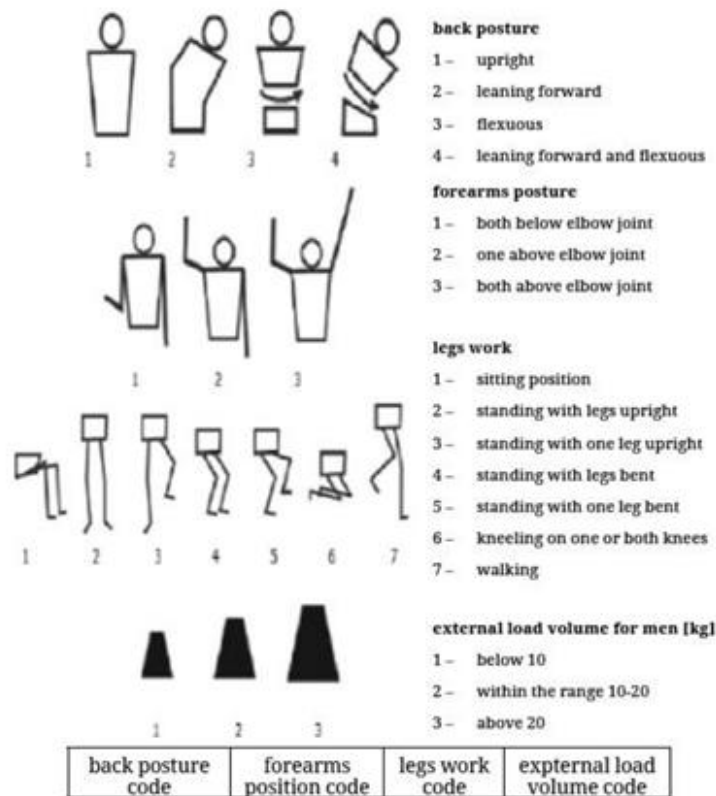 back posture
1 – upright
2 – leaning forward
3 – flexuous
4 – leaning forward and flexuous
1 2 3 4
forearms posture
1 – both below elbow joint
2 – one above elbow joint
3 – both above elbow joint
1 2 3
legs work
1 – sitting position
2 – standing with legs upright
3 – standing with one leg upright
4 – standing with legs bent
5 – standing with one leg bent
6 – kneeling on one or both knees
7 – walking
1 2 3 4 5 6 7
external load volume for men [kg]
1 – below 10
2 – within the range 10-20
3 – above 20
1 2 3
back posture code
forearms position code
legs work code
expternal load volume code